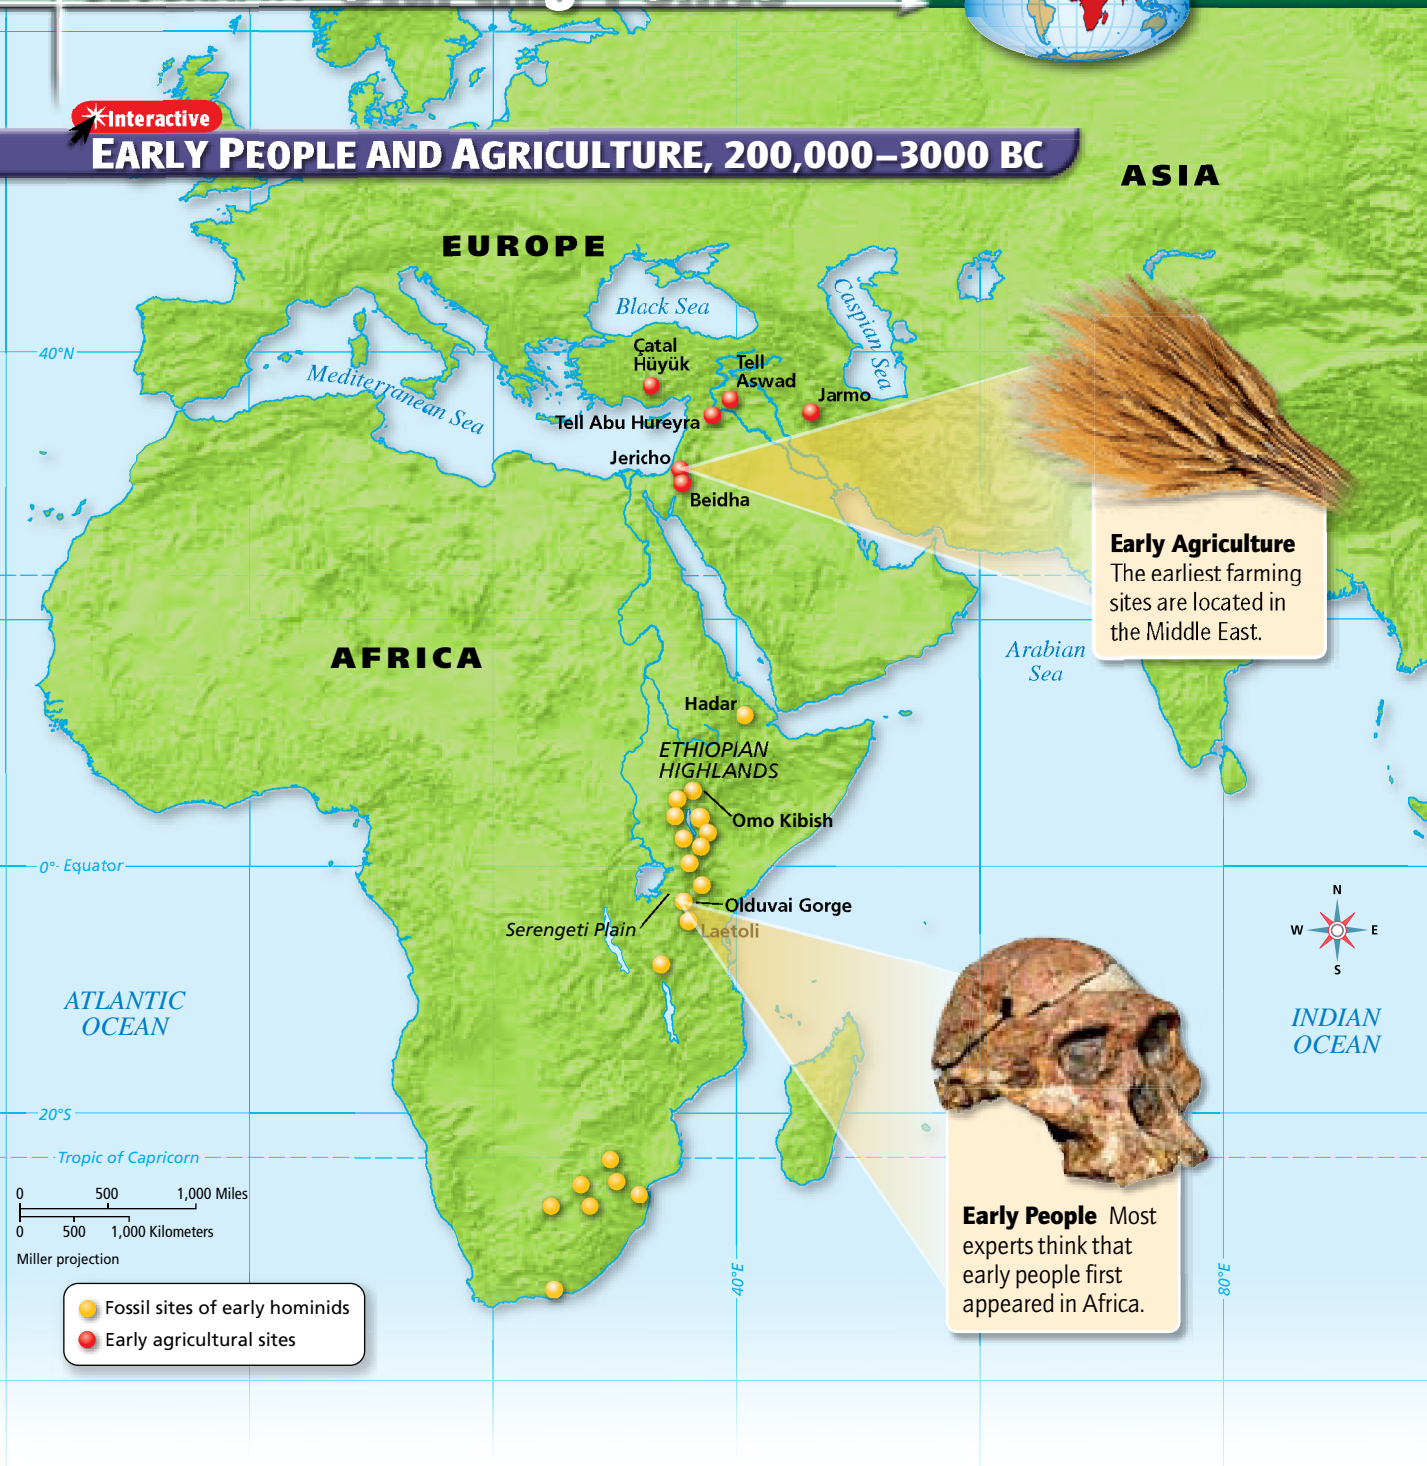 Interactive
EARLY PEOPLE AND AGRICULTURE, 200,000–3000 BC
ASIA
EUROPE
Black Sea
Caspian Sea
40°N
Çatal
Hüyük
Tell
Aswad
Mediterranean Sea
Jarmo
Tell Abu Hureyra
Jericho
Beidha
Early Agriculture
The earliest farming
sites are located in
the Middle East.
AFRICA
Arabian
Sea
Hadar
ETHIOPIAN
HIGHLANDS
Omo Kibish
0° Equator
N
W E
S
Olduvai Gorge
Serengeti Plain
Laetoli
ATLANTIC
OCEAN
INDIAN
OCEAN
20°S
Tropic of Capricorn
0 500 1,000 Miles
0 500 1,000 Kilometers
Miller projection
Early People Most
experts think that
early people first
appeared in Africa.
40°E
80°E
Fossil sites of early hominids
Early agricultural sites